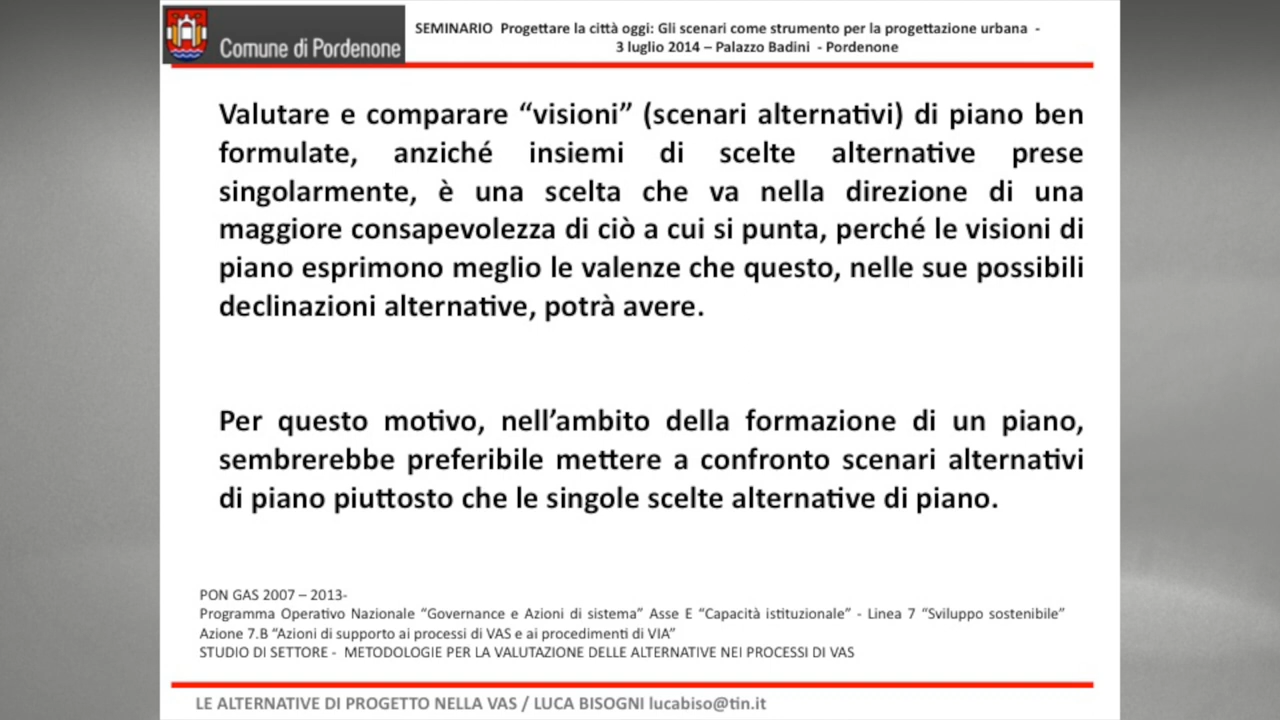 Comune di Pordenone
SEMINARIO Progettare la città oggi: Gli scenari come strumento per la progettazione urbana -
3 luglio 2014 – Palazzo Badini - Pordenone
Valutare e comparare “visioni” (scenari alternativi) di piano ben
formulate, anziché insiemi di scelte alternative prese
singolarmente, è una scelta che va nella direzione di una
maggiore consapevolezza di ciò a cui si punta, perché le visioni di
piano esprimono meglio le valenze che questo, nelle sue possibili
declinazioni alternative, potrà avere.
Per questo motivo, nell’ambito della formazione di un piano,
sembrerebbe preferibile mettere a confronto scenari alternativi
di piano piuttosto che le singole scelte alternative di piano.
PON GAS 2007 – 2013-
Programma Operativo Nazionale “Governance e Azioni di sistema” Asse E “Capacità istituzionale” - Linea 7 “Sviluppo sostenibile”
Azione 7.B “Azioni di supporto ai processi di VAS e ai procedimenti di VIA”
STUDIO DI SETTORE - METODOLOGIE PER LA VALUTAZIONE DELLE ALTERNATIVE NEI PROCESSI DI VAS
LE ALTERNATIVE DI PROGETTO NELLA VAS / LUCA BISOGNI lucabiso@tin.it